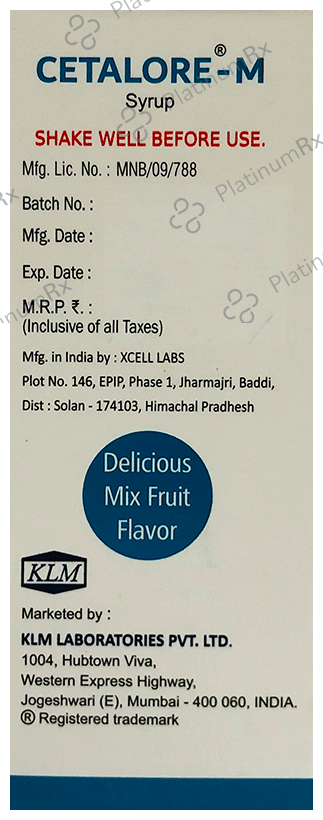 CETALORE®-M
Syrup
SHAKE WELL BEFORE USE.
Mfg. Lic. No. : MNB/09/788
Batch No. :
Mfg. Date :
Exp. Date :
M.R.P. ₹. :
(Inclusive of all Taxes)
Mfg. in India by : XCELL LABS
Plot No. 146, EPIP, Phase 1, Jharmajri, Baddi,
Dist : Solan - 174103, Himachal Pradhesh
Delicious
Mix Fruit
Flavor
KLM
Marketed by :
KLM LABORATORIES PVT. LTD.
1004, Hubtown Viva,
Western Express Highway,
Jogeshwari (E), Mumbai - 400 060, INDIA.
® Registered trademark
PlatinumRx
PlatinumRx